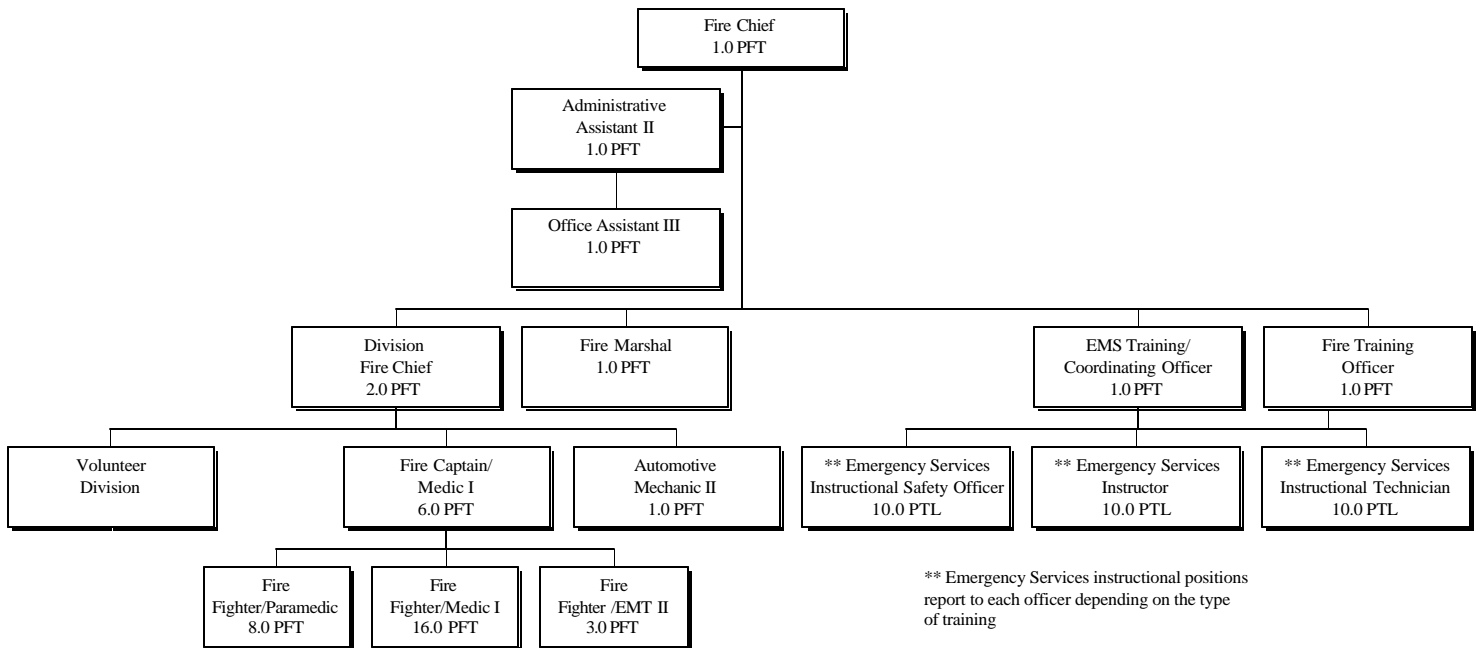 Fire Chief
1.0 PFT
Administrative
Assistant II
1.0 PFT
Office Assistant III
1.0 PFT
Division
Fire Chief
2.0 PFT
Fire Marshal
1.0 PFT
EMS Training/
Coordinating Officer
1.0 PFT
Fire Training
Officer
1.0 PFT
Volunteer
Division
Fire Captain/
Medic I
6.0 PFT
Automotive
Mechanic II
1.0 PFT
** Emergency Services
Instructional Safety Officer
10.0 PTL
** Emergency Services
Instructor
10.0 PTL
** Emergency Services
Instructional Technician
10.0 PTL
Fire
Fighter/Paramedic
8.0 PFT
Fire
Fighter/Medic I
16.0 PFT
Fire
Fighter /EMT II
3.0 PFT
** Emergency Services instructional positions
report to each officer depending on the type
of training